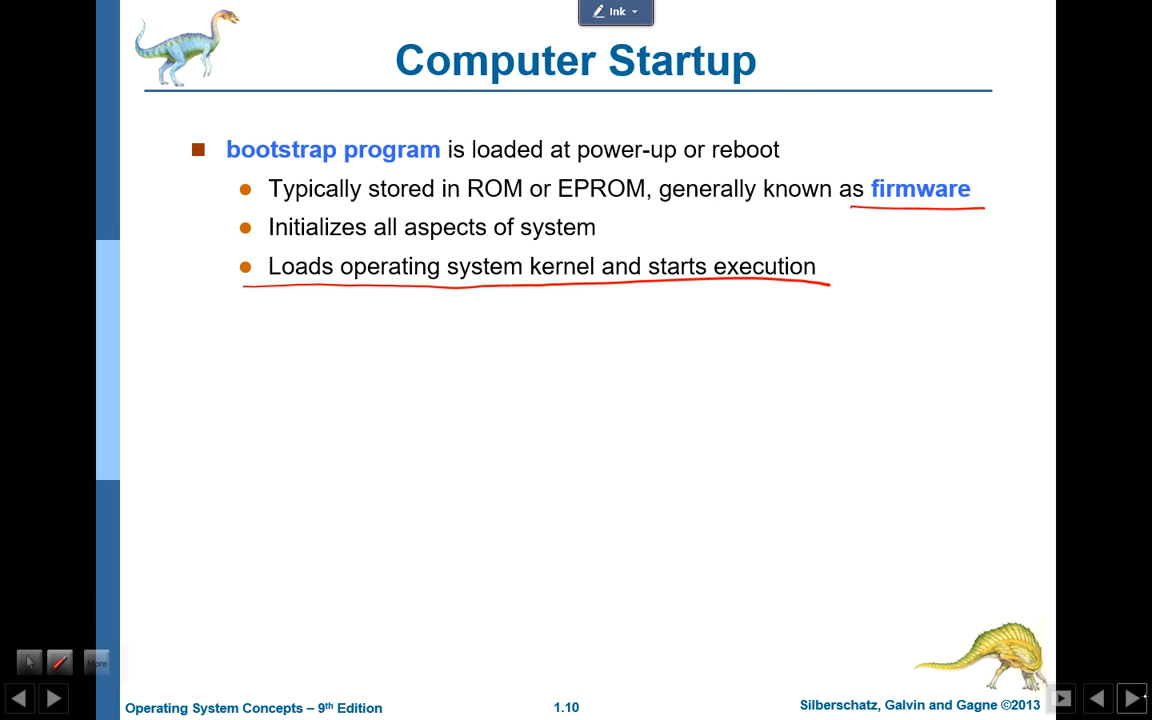 Ink
Computer Startup
bootstrap program is loaded at power-up or reboot
Typically stored in ROM or EPROM, generally known as firmware
Initializes all aspects of system
Loads operating system kernel and starts execution
More
Operating System Concepts – 9th Edition
1.10
Silberschatz, Galvin and Gagne ©2013